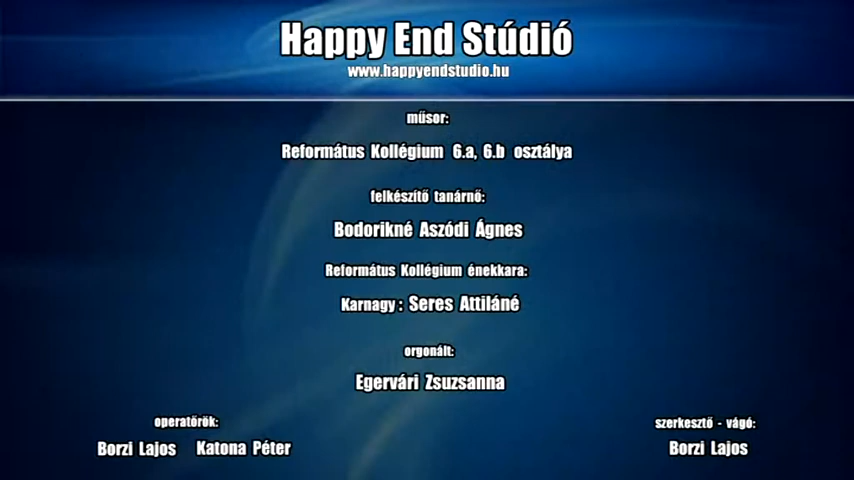 Happy End Stúdió
www.happyendstudio.hu
műsor:
Református Kollégium 6.a, 6.b osztálya
felkészítő tanárnő:
Bodorikné Aszódi Ágnes
Református Kollégium énekkara:
Karnagy : Seres Attiláné
orgonált:
Egervári Zsuzsanna
operatőrök:
Borzi Lajos Katona Péter
szerkesztő - vágó:
Borzi Lajos